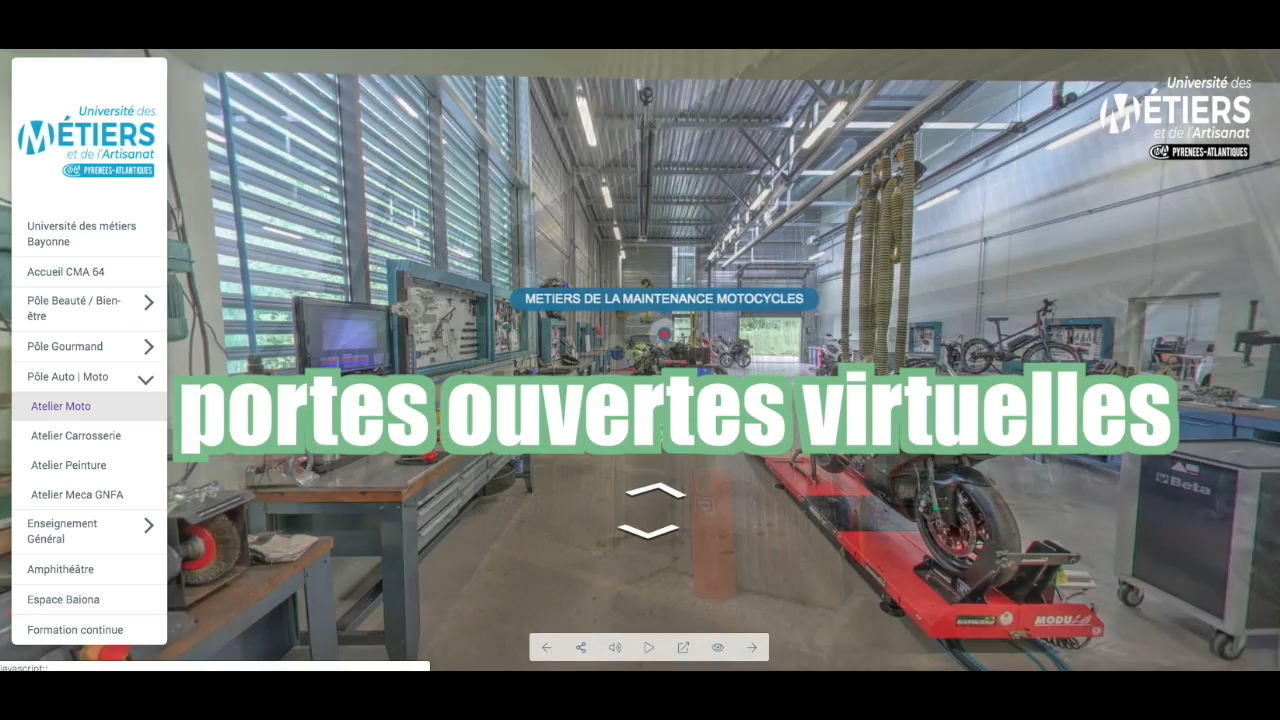 Université des
MÉTIERS
et de l'Artisanat
CMA PYRENEES-ATLANTIQUES
Université des métiers
Bayonne
Accueil CMA 64
Pôle Beauté / Bien-
être
Pôle Gourmand
Pôle Auto | Moto
Atelier Moto
Atelier Carrosserie
Atelier Peinture
Atelier Meca GNFA
Enseignement
Général
Amphithéâtre
Espace Baiona
Formation continue
javascript:;
Université des
MÉTIERS
et de l'Artisanat
CMA PYRENEES-ATLANTIQUES
METIERS DE LA MAINTENANCE MOTOCYCLES
portes ouvertes virtuelles
Beta